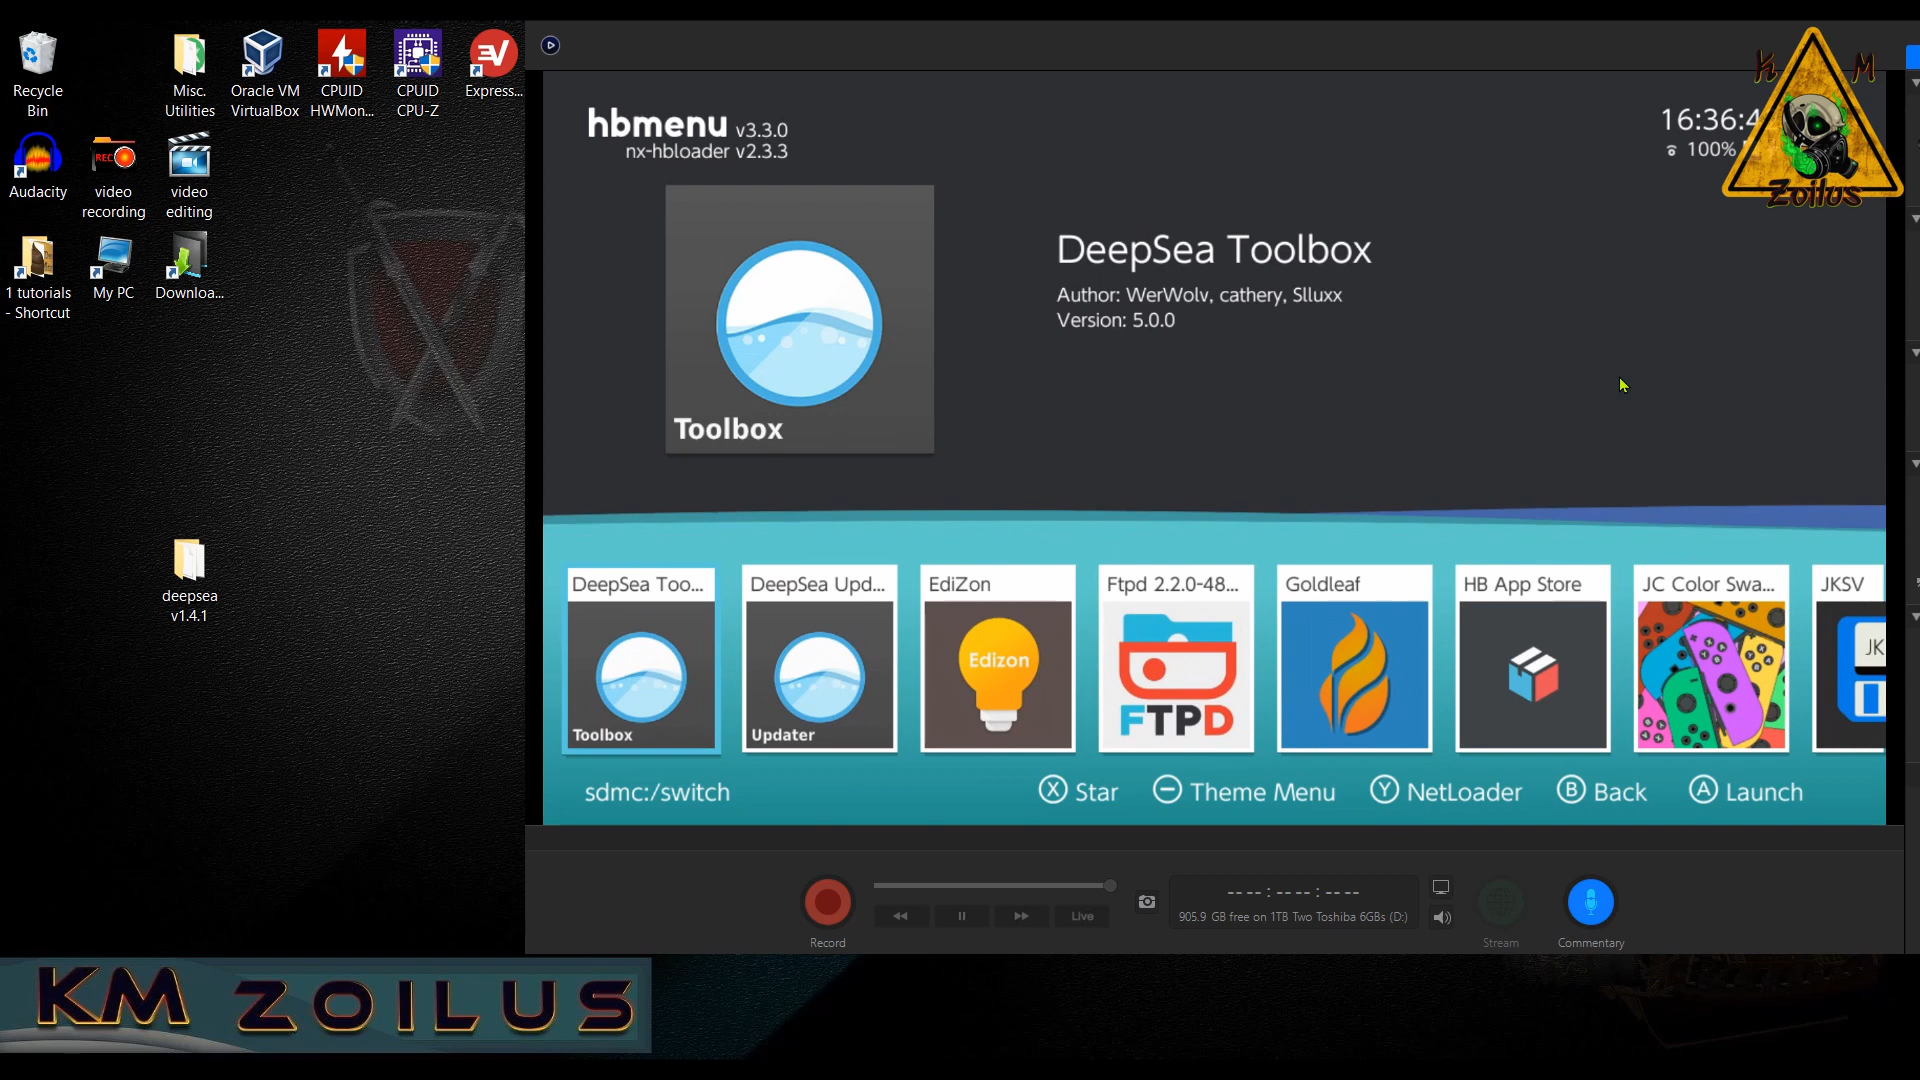 Recycle
Bin
Misc.
Utilities
Oracle VM
VirtualBox
CPUID
HWMon...
CPUID
CPU-Z
Express...
REC
Audacity
video
recording
video
editing
1 tutorials
- Shortcut
My PC
Downloa...
deepsea
v1.4.1
hbmenu v3.3.0
nx-hbloader v2.3.3
16:36:4
100%
K M
Zoilus
Toolbox
DeepSea Toolbox
Author: WerWolv, cathery, Slluxx
Version: 5.0.0
DeepSea Too...
Toolbox
DeepSea Upd...
Updater
EdiZon
Edizon
Ftpd 2.2.0-48...
FTPD
Goldleaf
HB App Store
JC Color Swa...
JKSV
JK
sdmc:/switch
X Star
Theme Menu
Y NetLoader
B Back
A Launch
Record
Live
-- -- : -- -- : -- --
905.9 GB free on 1TB Two Toshiba 6GBs (D:)
Stream
Commentary
KM ZOILUS